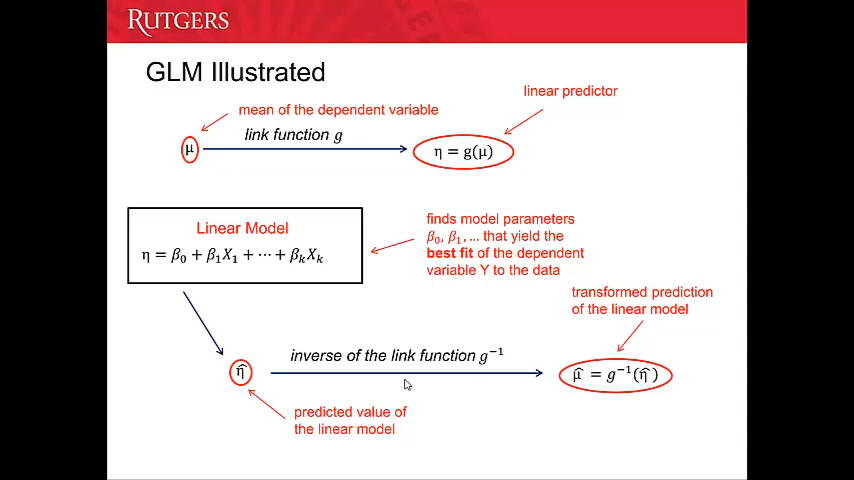 RUTGERS
GLM Illustrated
linear predictor
mean of the dependent variable
link function g
μ
η = g(μ)
Linear Model
η = β₀ + β₁X₁ + ⋯ + βₖXₖ
finds model parameters
β₀, β₁, ... that yield the
best fit of the dependent
variable Y to the data
transformed prediction
of the linear model
inverse of the link function g⁻¹
η̂
μ̂ = g⁻¹(η̂)
predicted value of
the linear model